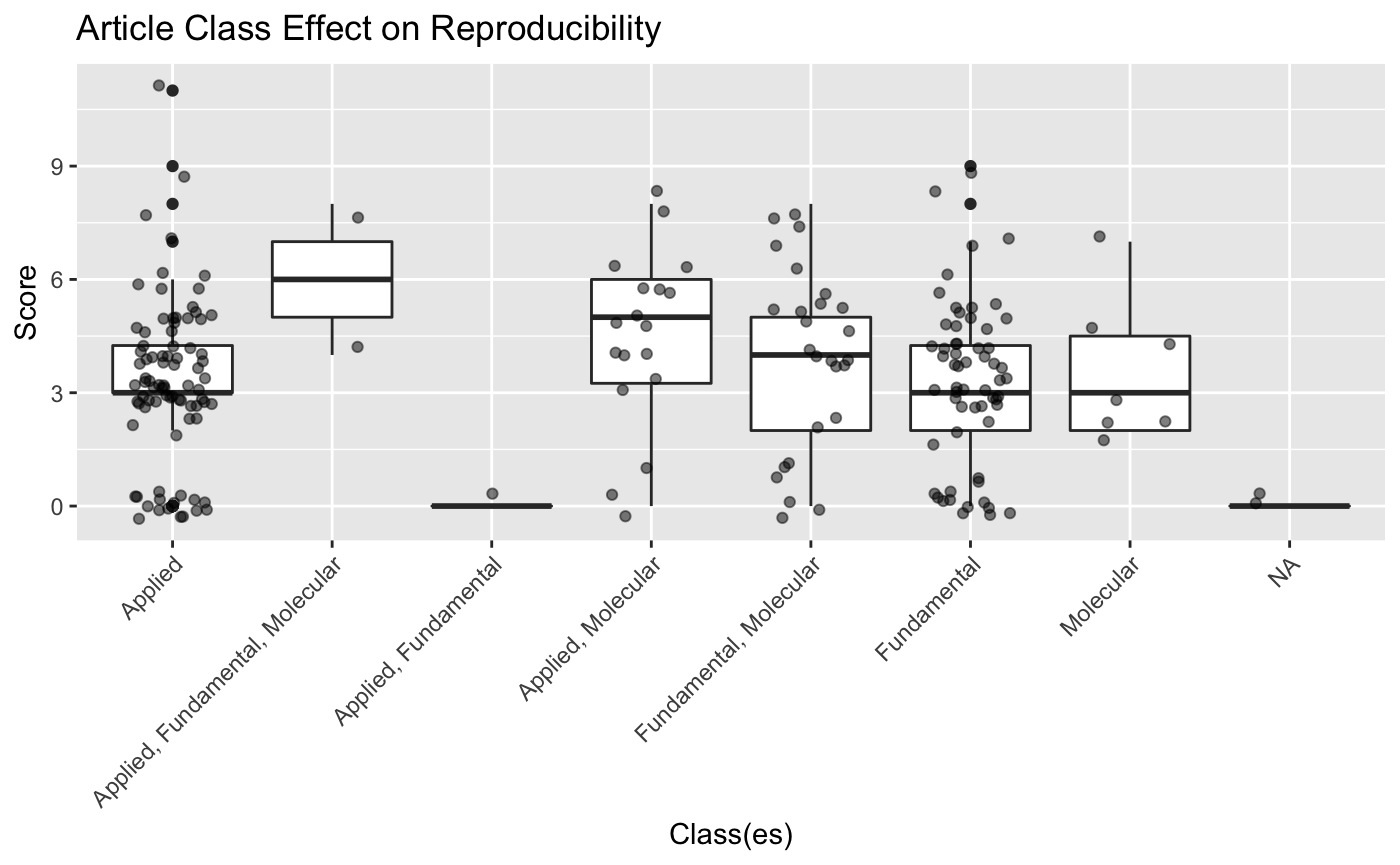 Article Class Effect on Reproducibility
Score
9
6
3
0
Applied
Applied, Fundamental, Molecular
Applied, Fundamental
Applied, Molecular
Fundamental, Molecular
Fundamental
Molecular
NA
Class(es)